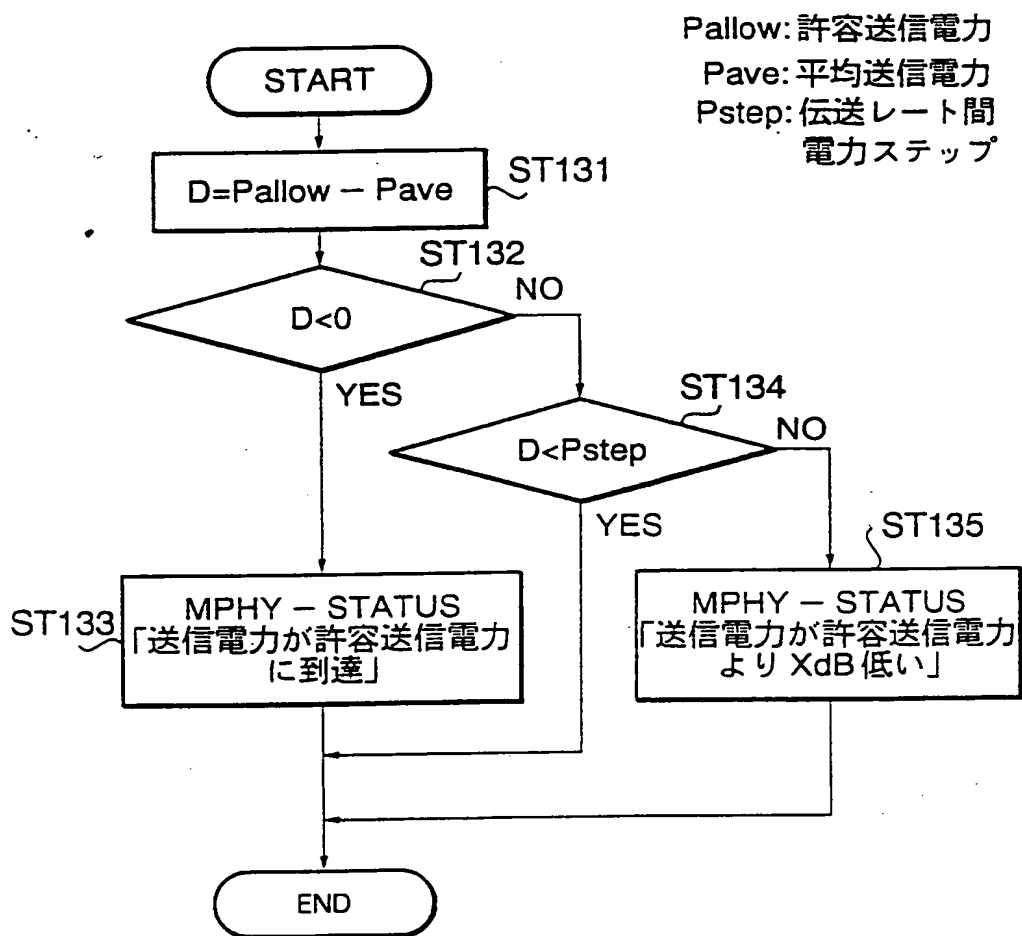 Pallow: 許容送信電力
Pave: 平均送信電力
Pstep: 伝送レート間
電力ステップ
START
D=Pallow − Pave
ST131
ST132
D<0
NO
YES
ST134
D<Pstep
NO
YES
ST133
MPHY − STATUS
「送信電力が許容送信電力
に到達」
ST135
MPHY − STATUS
「送信電力が許容送信電力
より XdB 低い」
END